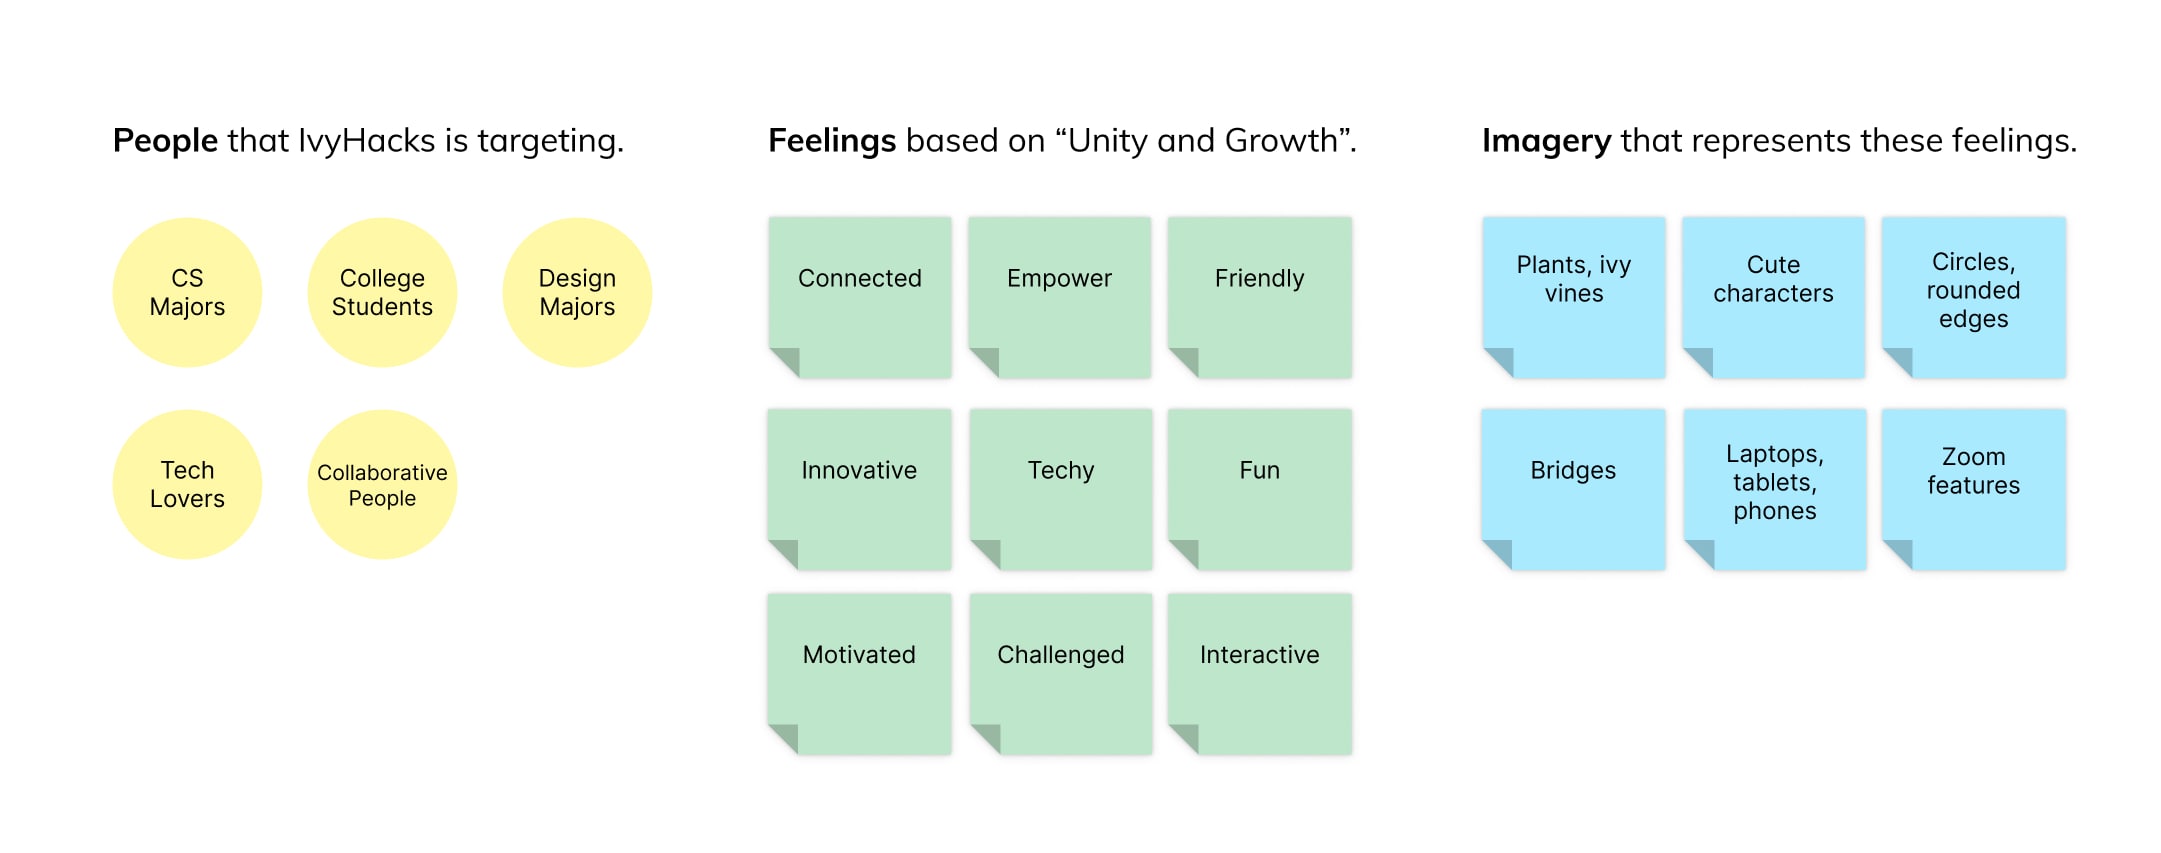 People that IvyHacks is targeting.
CS
Majors
College
Students
Design
Majors
Tech
Lovers
Collaborative
People
Feelings based on “Unity and Growth”.
Connected
Empower
Friendly
Innovative
Techy
Fun
Motivated
Challenged
Interactive
Imagery that represents these feelings.
Plants, ivy
vines
Cute
characters
Circles,
rounded
edges
Bridges
Laptops,
tablets,
phones
Zoom
features